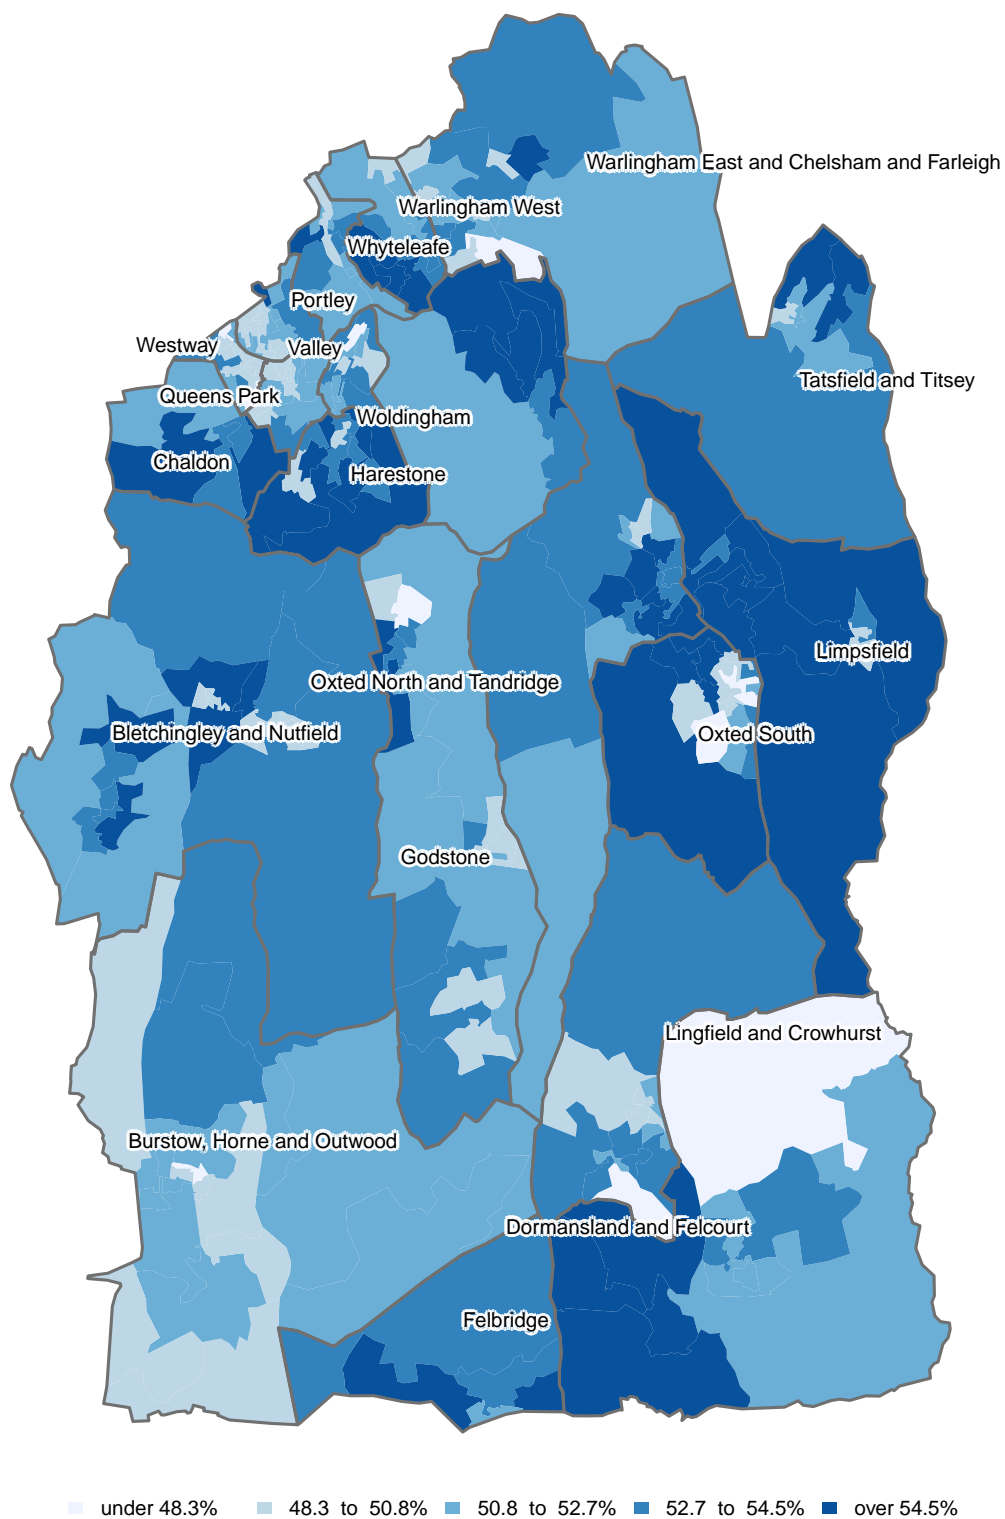 Warlingham East and Chelsham and Farleigh
Warlingham West
Whyteleafe
Portley
Westway
Valley
Tatsfield and Titsey
Queens Park
Woldingham
Chaldon
Harestone
Limpsfield
Oxted North and Tandridge
Bletchingley and Nutfield
Oxted South
Godstone
Lingfield and Crowhurst
Burstow, Horne and Outwood
Dormansland and Felcourt
Felbridge
under 48.3% 48.3 to 50.8% 50.8 to 52.7% 52.7 to 54.5% over 54.5%